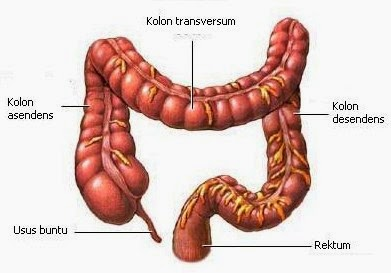 Kolon transversum
Kolon
asendens
Kolon
desendens
Usus buntu
Rektum